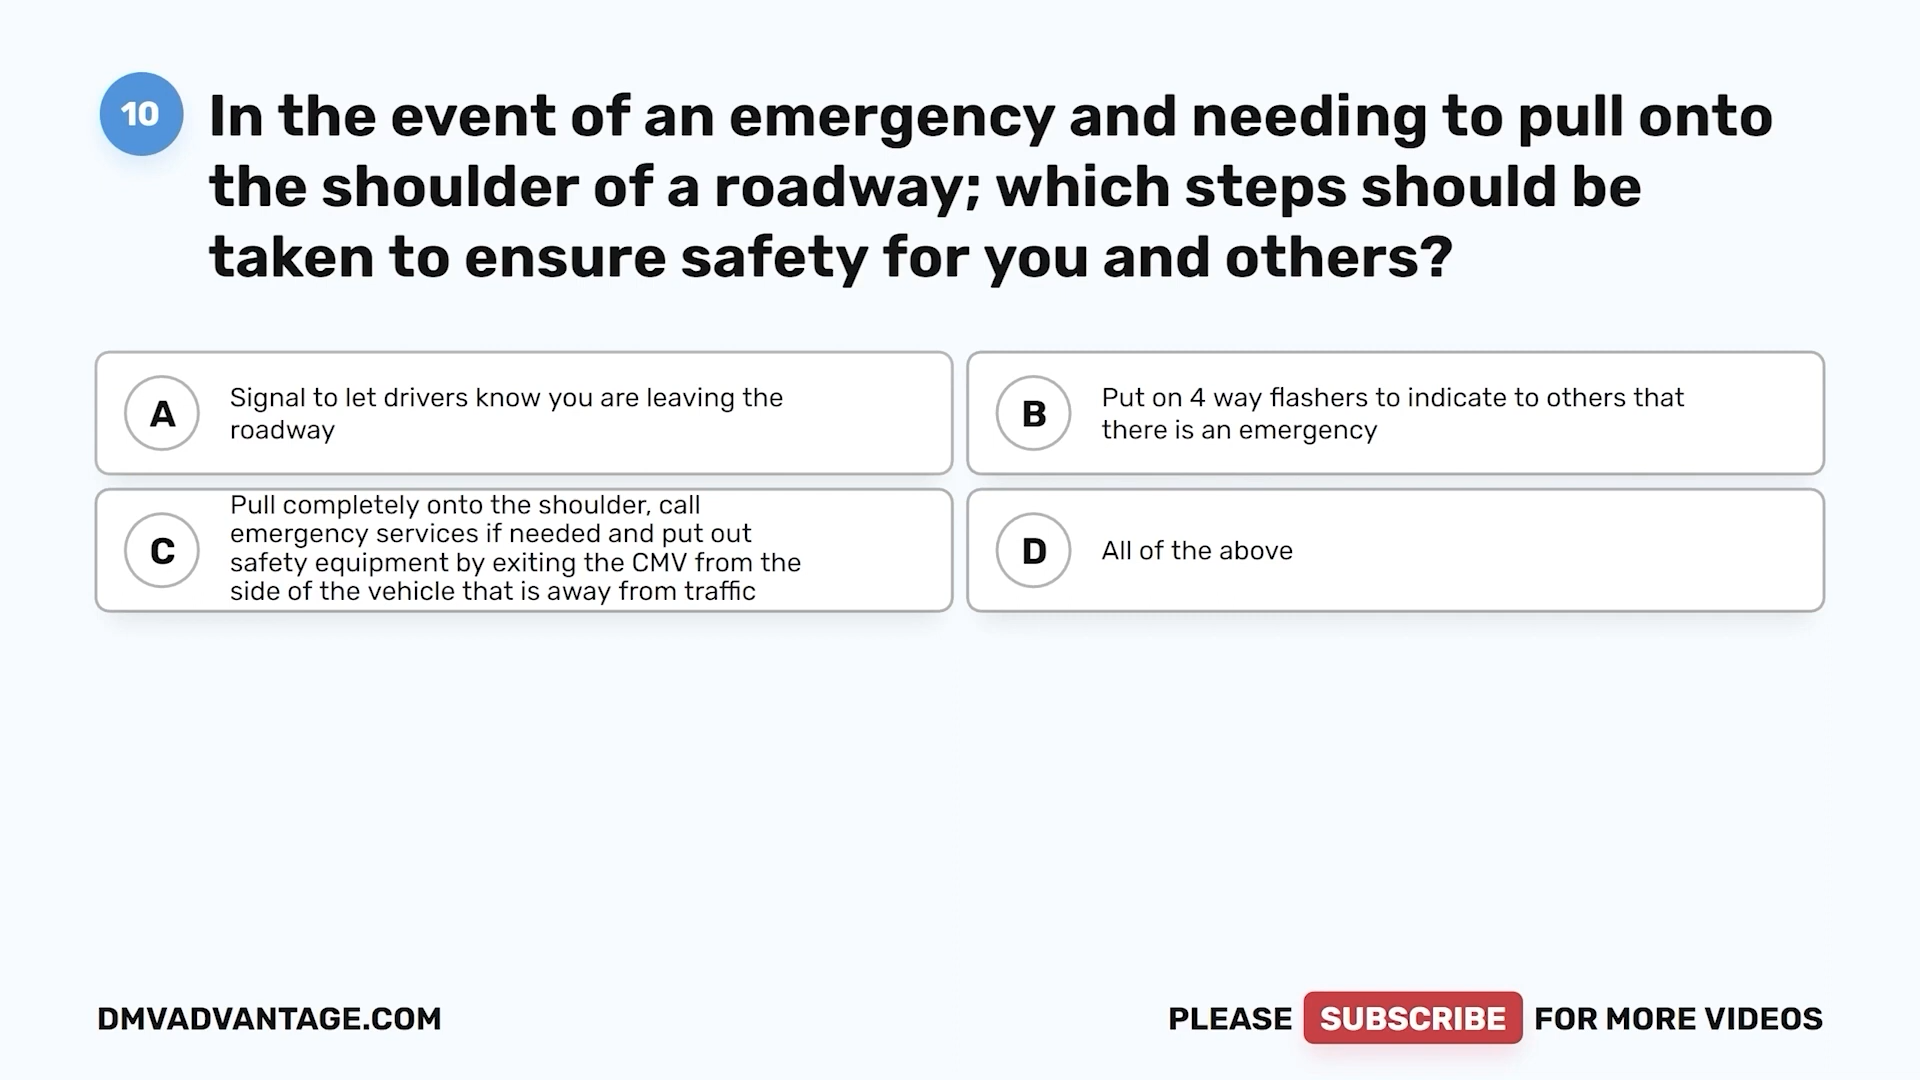 10
In the event of an emergency and needing to pull onto
the shoulder of a roadway; which steps should be
taken to ensure safety for you and others?
A
Signal to let drivers know you are leaving the
roadway
B
Put on 4 way flashers to indicate to others that
there is an emergency
C
Pull completely onto the shoulder, call
emergency services if needed and put out
safety equipment by exiting the CMV from the
side of the vehicle that is away from traffic
D
All of the above
DMVADVANTAGE.COM
PLEASE SUBSCRIBE FOR MORE VIDEOS